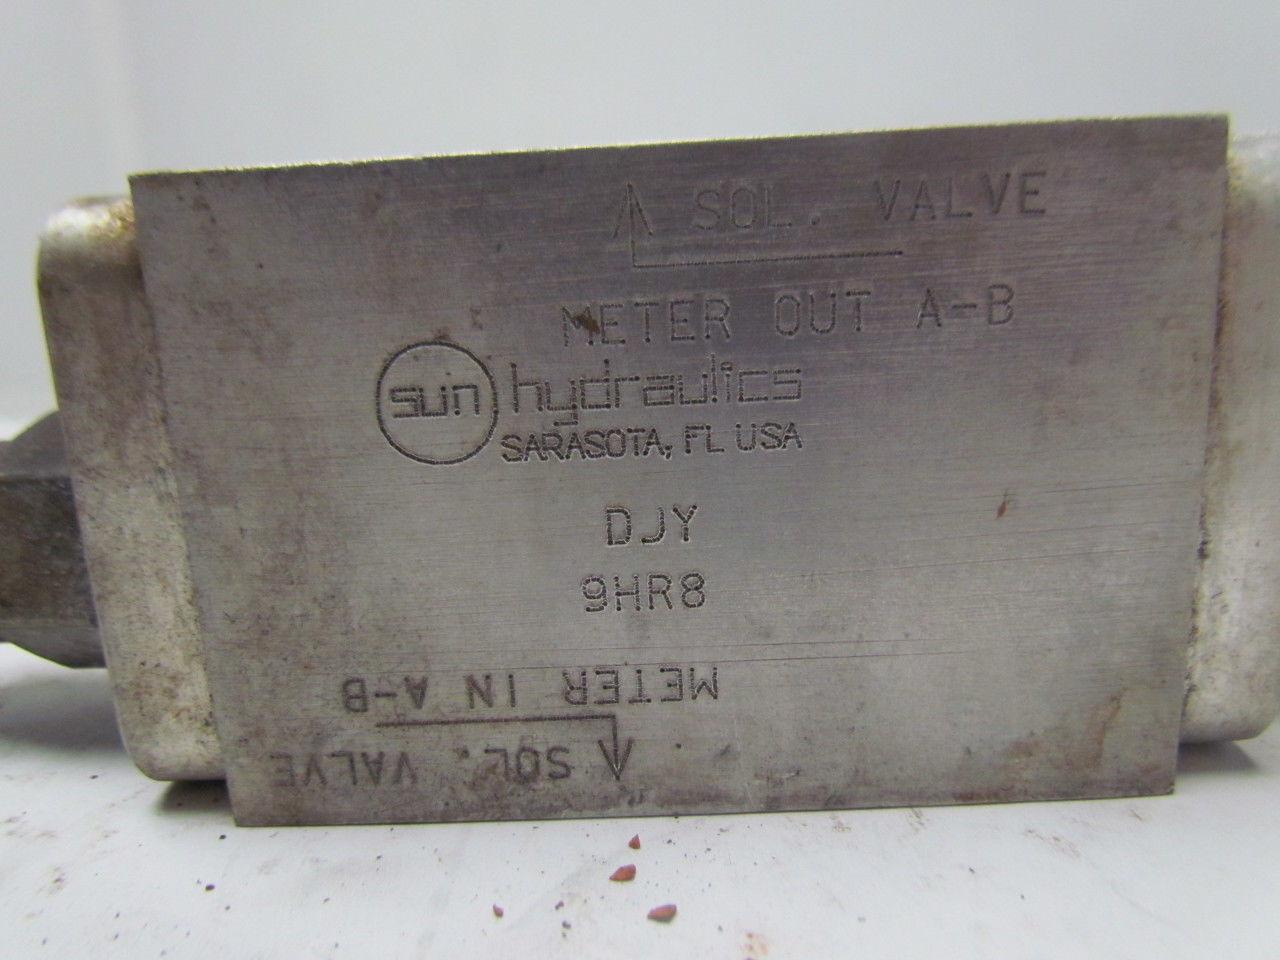 SOL. VALVE
METER OUT A-B
sun hydraulics
SARASOTA, FL USA
DJY
9HR8
METER IN A-B
SOL. VALVE